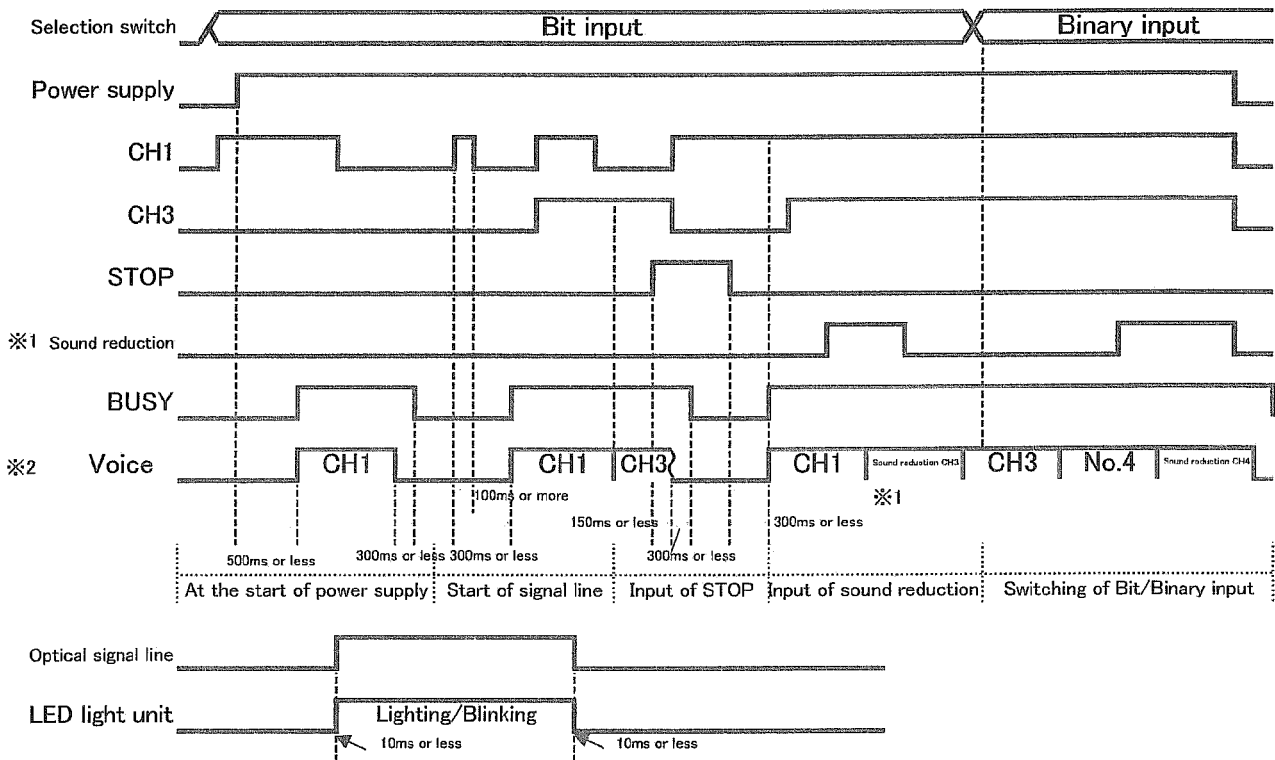 Selection switch Bit input Binary input
Power supply
CH1
CH3
STOP
※1 Sound reduction
BUSY
※2 Voice CH1 CH1 CH3 CH1 Sound reduction CH3 CH3 No.4 Sound reduction CH4
100ms or more ※1
150ms or less 300ms or less
500ms or less 300ms or less 300ms or less 300ms or less
At the start of power supply Start of signal line Input of STOP Input of sound reduction Switching of Bit/Binary input
Optical signal line
LED light unit Lighting/Blinking
10ms or less 10ms or less